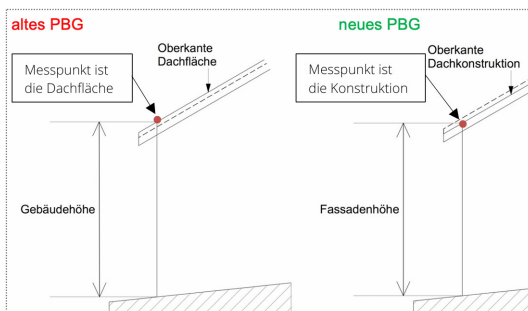 altes PBG
Oberkante
Dachfläche
Messpunkt ist
die Dachfläche
Gebäudehöhe
neues PBG
Oberkante
Dachkonstruktion
Messpunkt ist
die Konstruktion
Fassadenhöhe